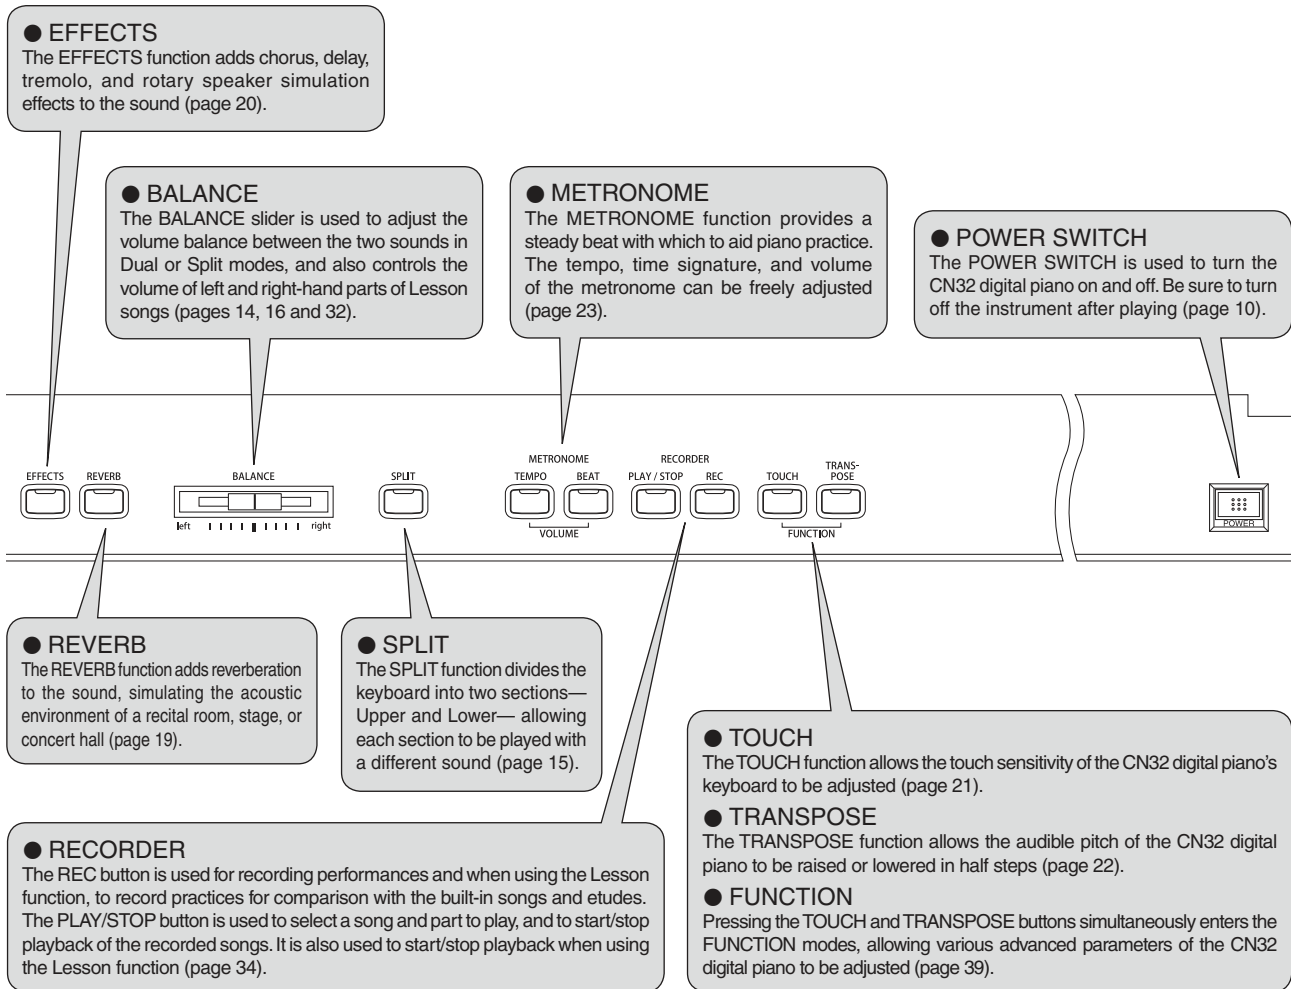 ● EFFECTS
The EFFECTS function adds chorus, delay,
tremolo, and rotary speaker simulation
effects to the sound (page 20).
● BALANCE
The BALANCE slider is used to adjust the
volume balance between the two sounds in
Dual or Split modes, and also controls the
volume of left and right-hand parts of Lesson
songs (pages 14, 16 and 32).
● METRONOME
The METRONOME function provides a
steady beat with which to aid piano practice.
The tempo, time signature, and volume
of the metronome can be freely adjusted
(page 23).
● POWER SWITCH
The POWER SWITCH is used to turn the
CN32 digital piano on and off. Be sure to turn
off the instrument after playing (page 10).
METRONOME RECORDER TRANS-
EFFECTS REVERB BALANCE SPLIT TEMPO BEAT PLAY / STOP REC TOUCH POSE
left right VOLUME FUNCTION POWER
● REVERB
The REVERB function adds reverberation
to the sound, simulating the acoustic
environment of a recital room, stage, or
concert hall (page 19).
● SPLIT
The SPLIT function divides the
keyboard into two sections—
Upper and Lower— allowing
each section to be played with
a different sound (page 15).
● RECORDER
The REC button is used for recording performances and when using the Lesson
function, to record practices for comparison with the built-in songs and etudes.
The PLAY/STOP button is used to select a song and part to play, and to start/stop
playback of the recorded songs. It is also used to start/stop playback when using
the Lesson function (page 34).
● TOUCH
The TOUCH function allows the touch sensitivity of the CN32 digital piano's
keyboard to be adjusted (page 21).
● TRANSPOSE
The TRANSPOSE function allows the audible pitch of the CN32 digital
piano to be raised or lowered in half steps (page 22).
● FUNCTION
Pressing the TOUCH and TRANSPOSE buttons simultaneously enters the
FUNCTION modes, allowing various advanced parameters of the CN32
digital piano to be adjusted (page 39).